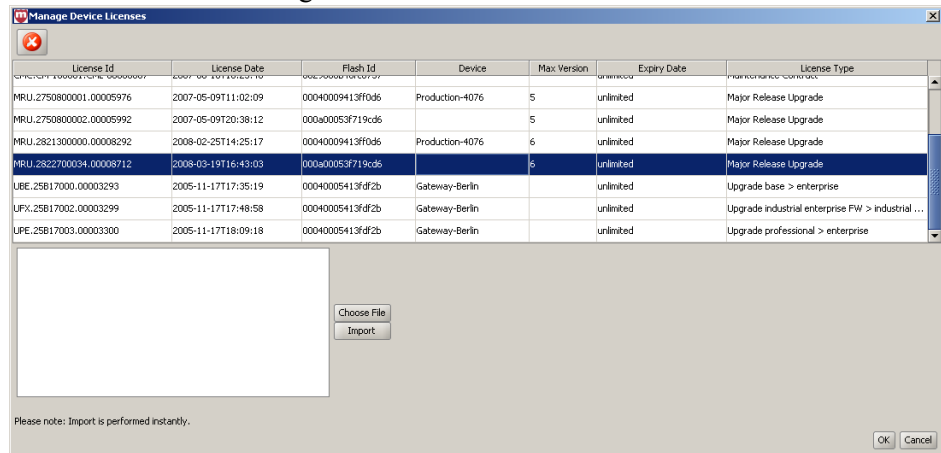 Manage Device Licenses
License Id License Date Flash Id Device Max Version Expiry Date License Type
MRU.2750800001.00005976 2007-05-09T11:02:09 00040009413ff0d6 Production-4076 5 unlimited Major Release Upgrade
MRU.2750800002.00005992 2007-05-09T20:38:12 000a00053f719cd6 5 unlimited Major Release Upgrade
MRU.2821300000.00008292 2008-02-25T14:25:17 00040009413ff0d6 Production-4076 6 unlimited Major Release Upgrade
MRU.2822700034.00008712 2008-03-19T16:43:03 000a00053f719cd6 6 unlimited Major Release Upgrade
UBE.25B17000.00003293 2005-11-17T17:35:19 00040005413fdf2b Gateway-Berlin unlimited Upgrade base > enterprise
UFX.25B17002.00003299 2005-11-17T17:48:58 00040005413fdf2b Gateway-Berlin unlimited Upgrade industrial enterprise FW > industrial ...
UPE.25B17003.00003300 2005-11-17T18:09:18 00040005413fdf2b Gateway-Berlin unlimited Upgrade professional > enterprise
Choose File
Import
Please note: Import is performed instantly.
OK Cancel